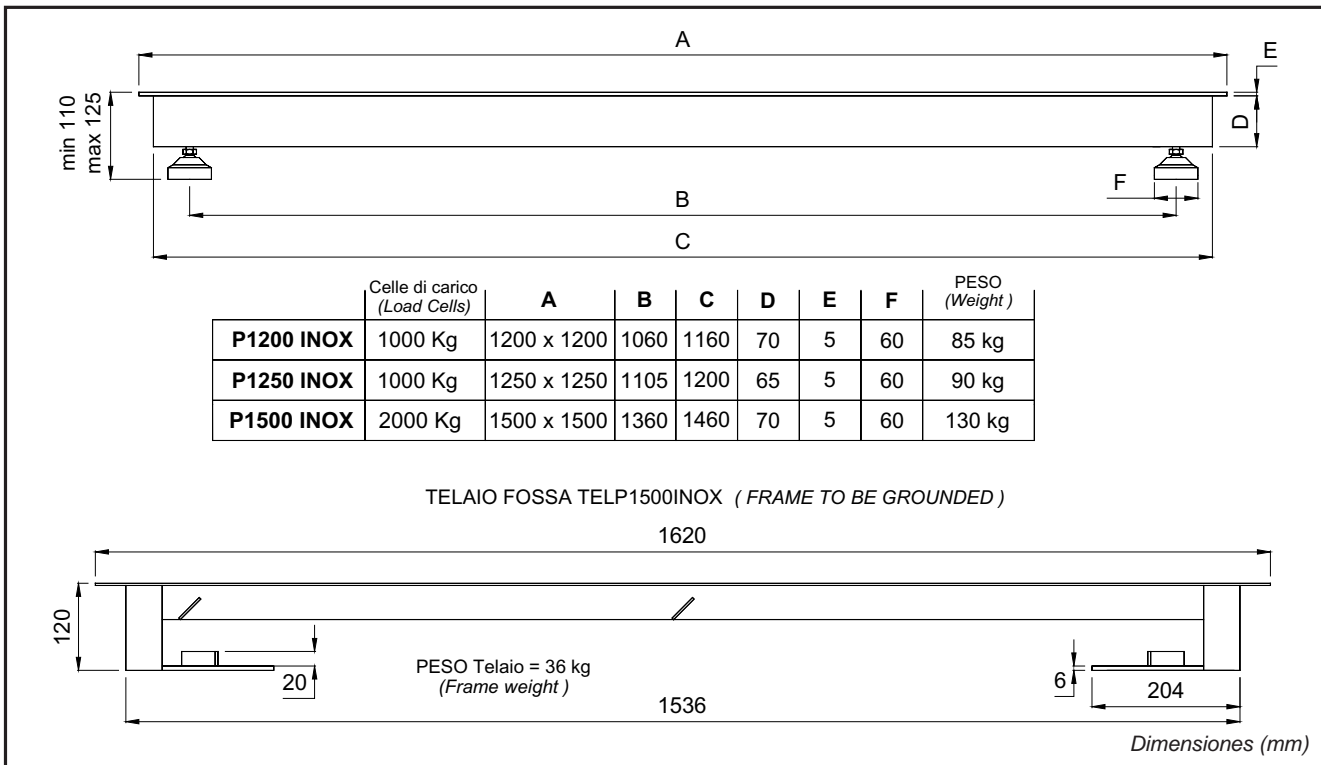 A
E
min 110
max 125
D
F
B
C
Celle di carico
(Load Cells)
A B C D E F
PESO
(Weight )
P1200 INOX 1000 Kg 1200 x 1200 1060 1160 70 5 60 85 kg
P1250 INOX 1000 Kg 1250 x 1250 1105 1200 65 5 60 90 kg
P1500 INOX 2000 Kg 1500 x 1500 1360 1460 70 5 60 130 kg
TELAIO FOSSA TELP1500INOX ( FRAME TO BE GROUNDED )
1620
120
20
PESO Telaio = 36 kg
(Frame weight )
6
204
1536
Dimensiones (mm)